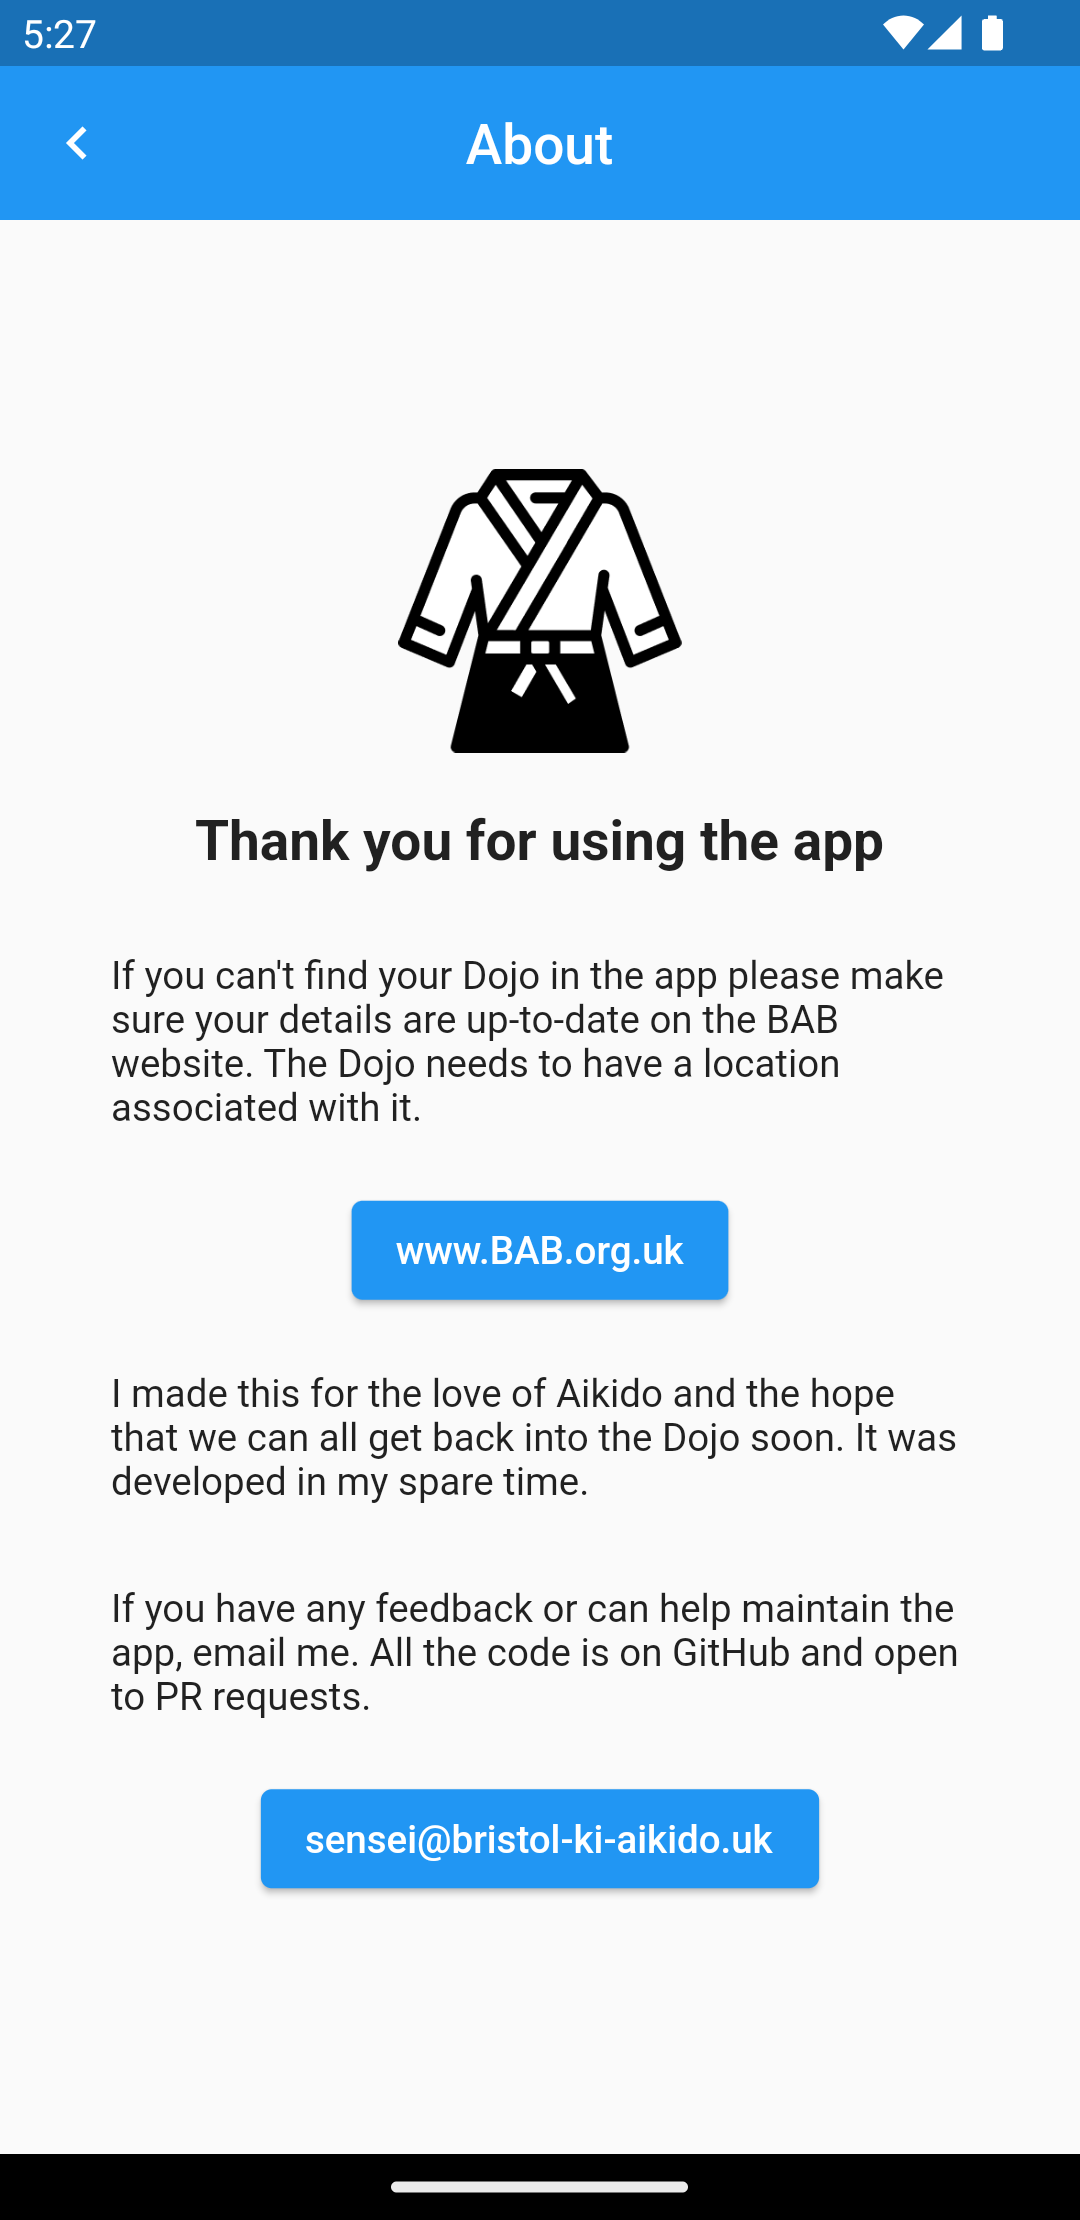 5:27
About
Thank you for using the app
If you can't find your Dojo in the app please make
sure your details are up-to-date on the BAB
website. The Dojo needs to have a location
associated with it.
www.BAB.org.uk
I made this for the love of Aikido and the hope
that we can all get back into the Dojo soon. It was
developed in my spare time.
If you have any feedback or can help maintain the
app, email me. All the code is on GitHub and open
to PR requests.
sensei@bristol-ki-aikido.uk